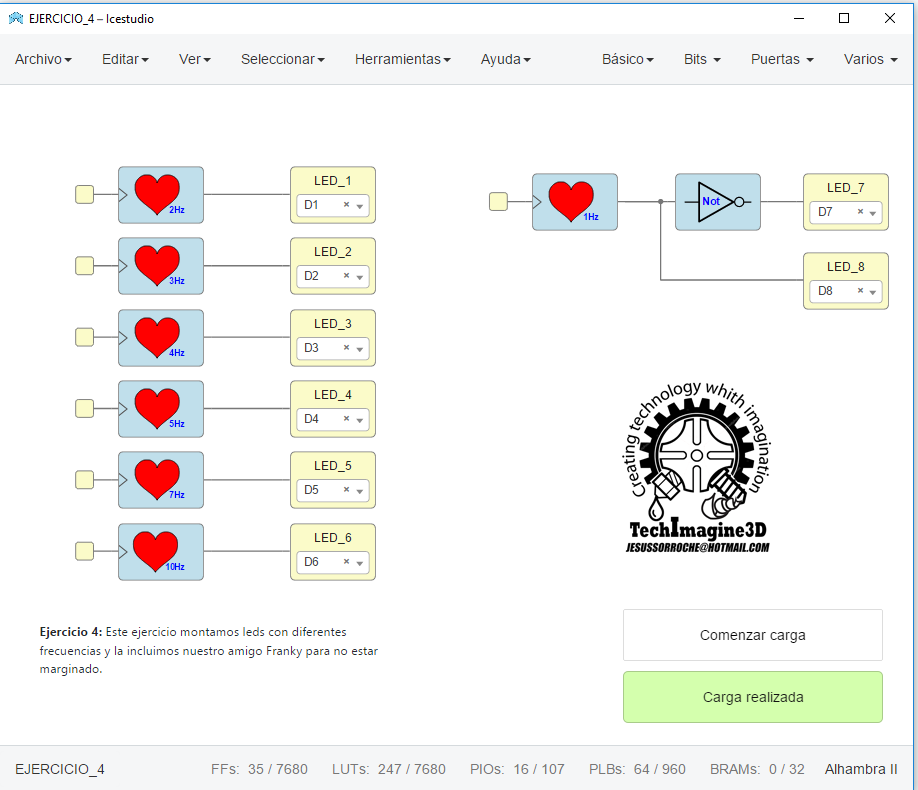 EJERCICIO_4 – Icestudio
Archivo Editar Ver Seleccionar Herramientas Ayuda Básico Bits Puertas Varios
2Hz
LED_1
D1
3Hz
LED_2
D2
4Hz
LED_3
D3
5Hz
LED_4
D4
7Hz
LED_5
D5
10Hz
LED_6
D6
1Hz
Not
LED_7
D7
LED_8
D8
Creating technology whith imagination
TechImagine3D
JESUSSORROCHE@HOTMAIL.COM
Ejercicio 4: Este ejercicio montamos leds con diferentes
frecuencias y la incluimos nuestro amigo Franky para no estar
marginado.
Comenzar carga
Carga realizada
EJERCICIO_4 FFs: 35 / 7680 LUTs: 247 / 7680 PIOs: 16 / 107 PLBs: 64 / 960 BRAMs: 0 / 32 Alhambra II